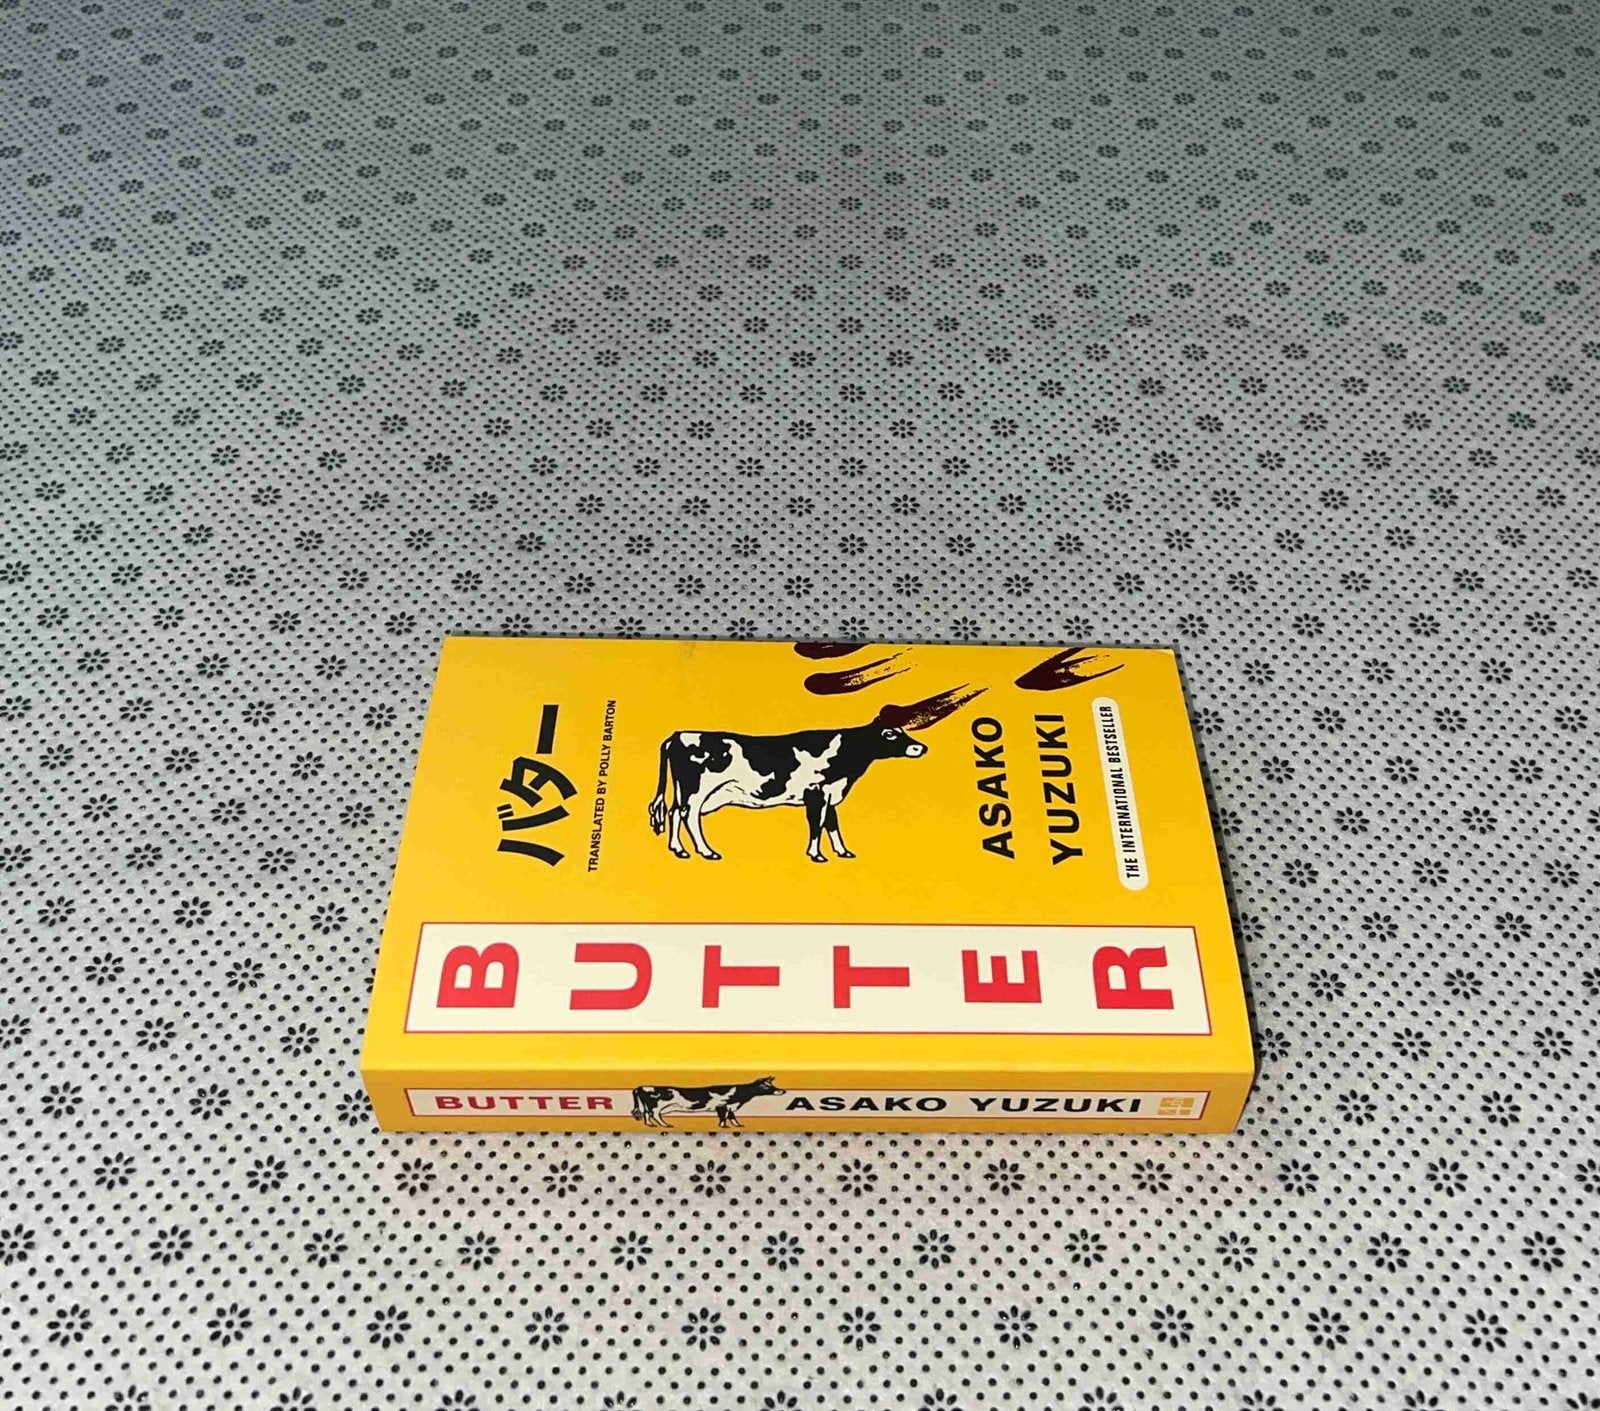 バター
TRANSLATED BY POLLY BARTON
ASAKO
YUZUKI
THE INTERNATIONAL BESTSELLER
BUTTER
BUTTER ASAKO YUZUKI